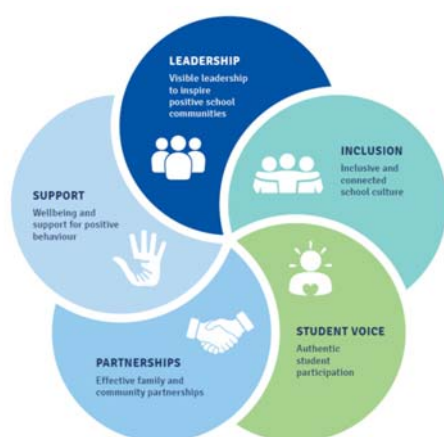 LEADERSHIP
Visible leadership
to inspire
positive school
communities
INCLUSION
Inclusive and
connected
school culture
STUDENT VOICE
Authentic
student
participation
PARTNERSHIPS
Effective family and
community partnerships
SUPPORT
Wellbeing and
support for positive
behaviour